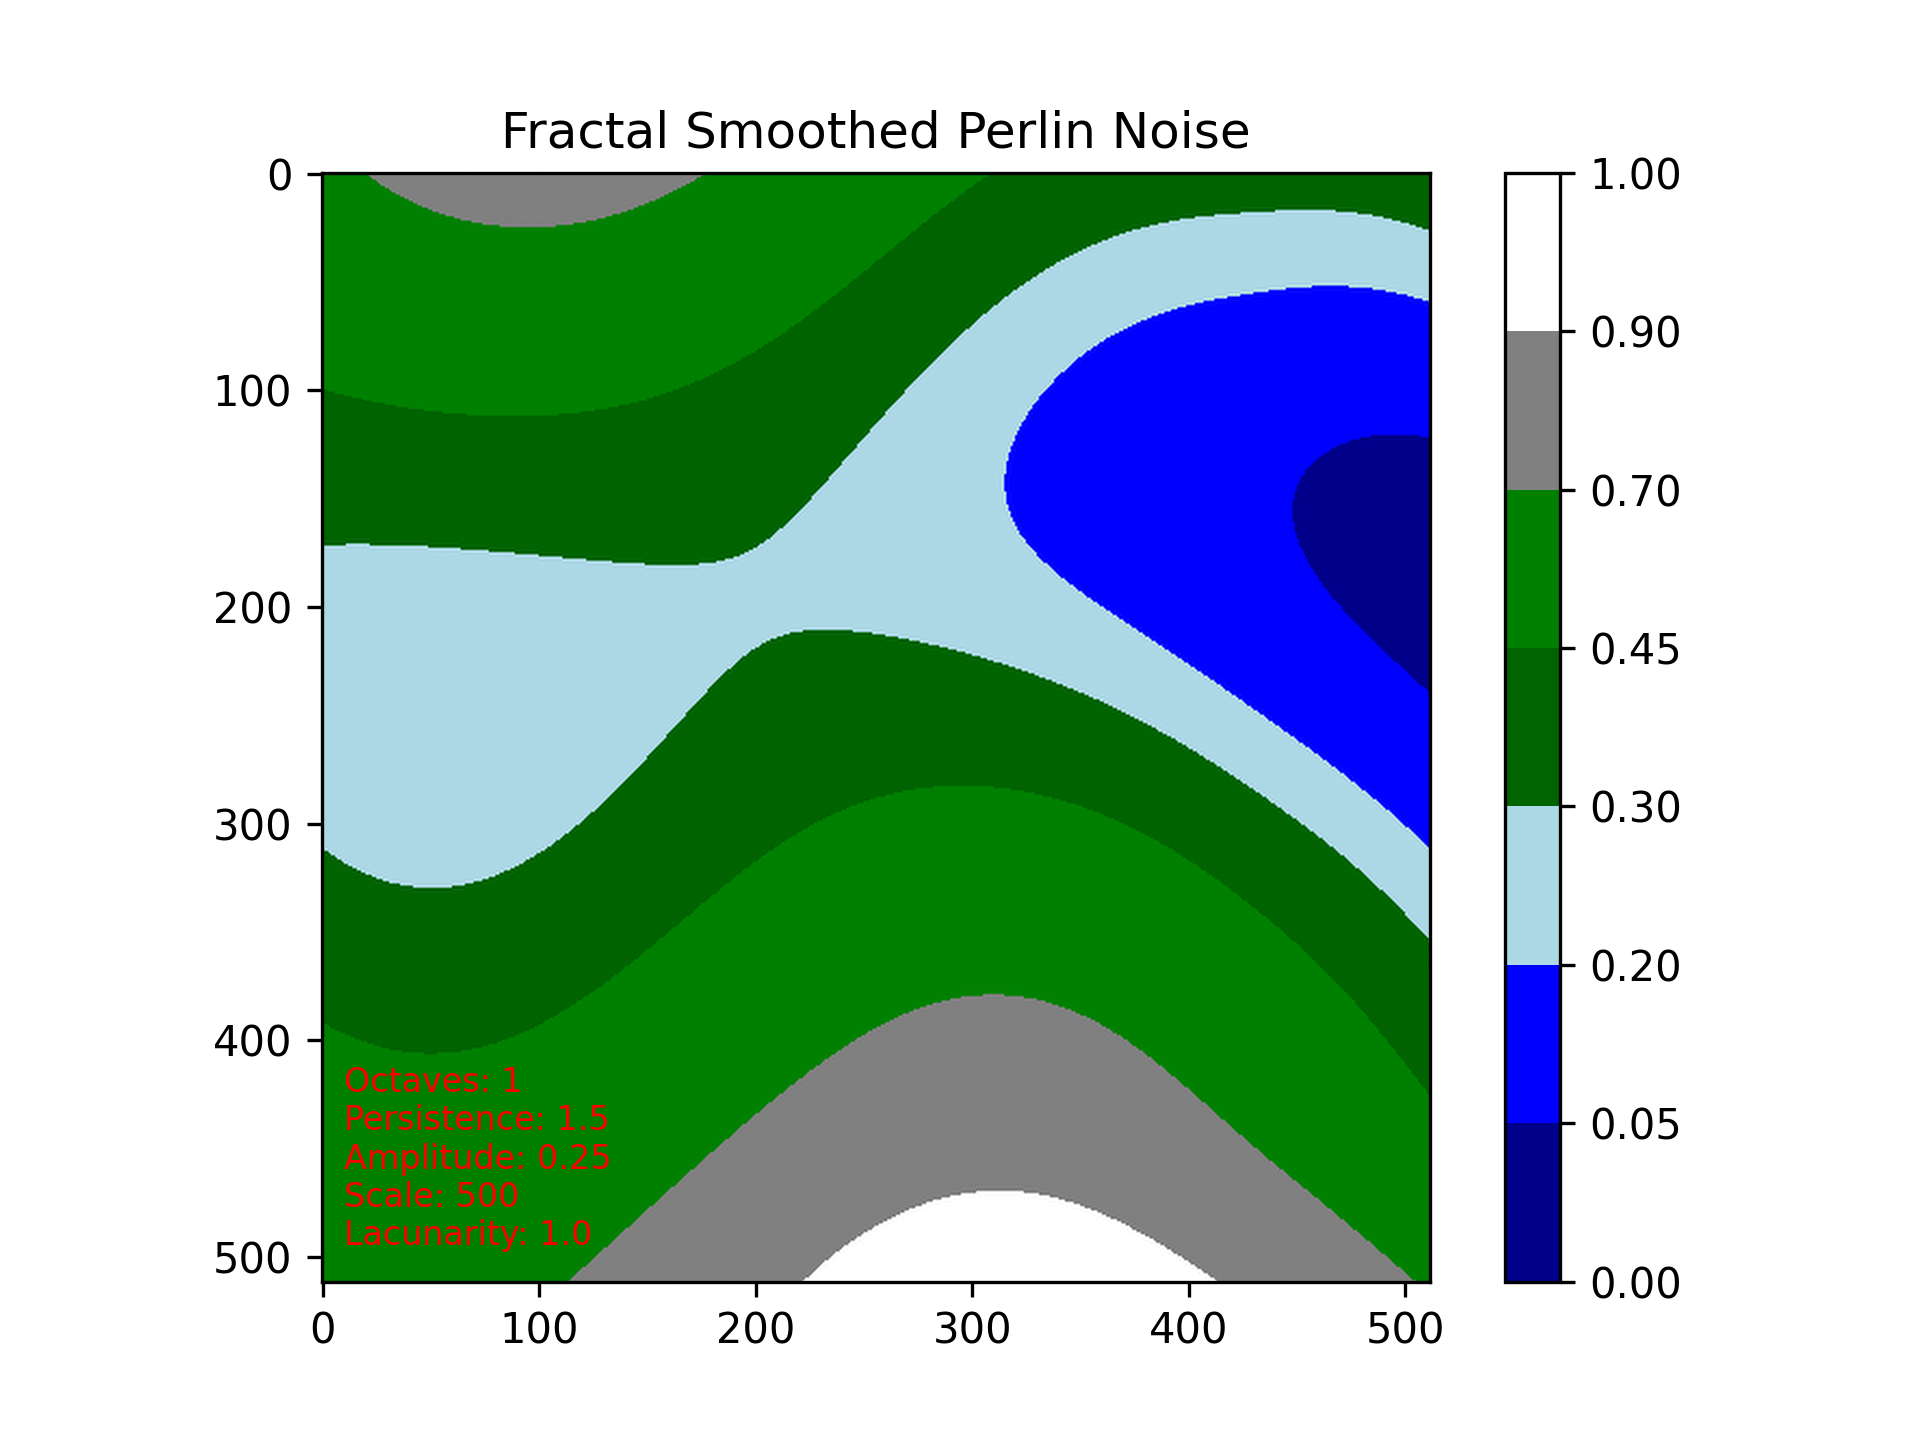 Fractal Smoothed Perlin Noise
0
100
200
300
400
500
0 100 200 300 400 500
Octaves: 1
Persistence: 1.5
Amplitude: 0.25
Scale: 500
Lacunarity: 1.0
1.00
0.90
0.70
0.45
0.30
0.20
0.05
0.00